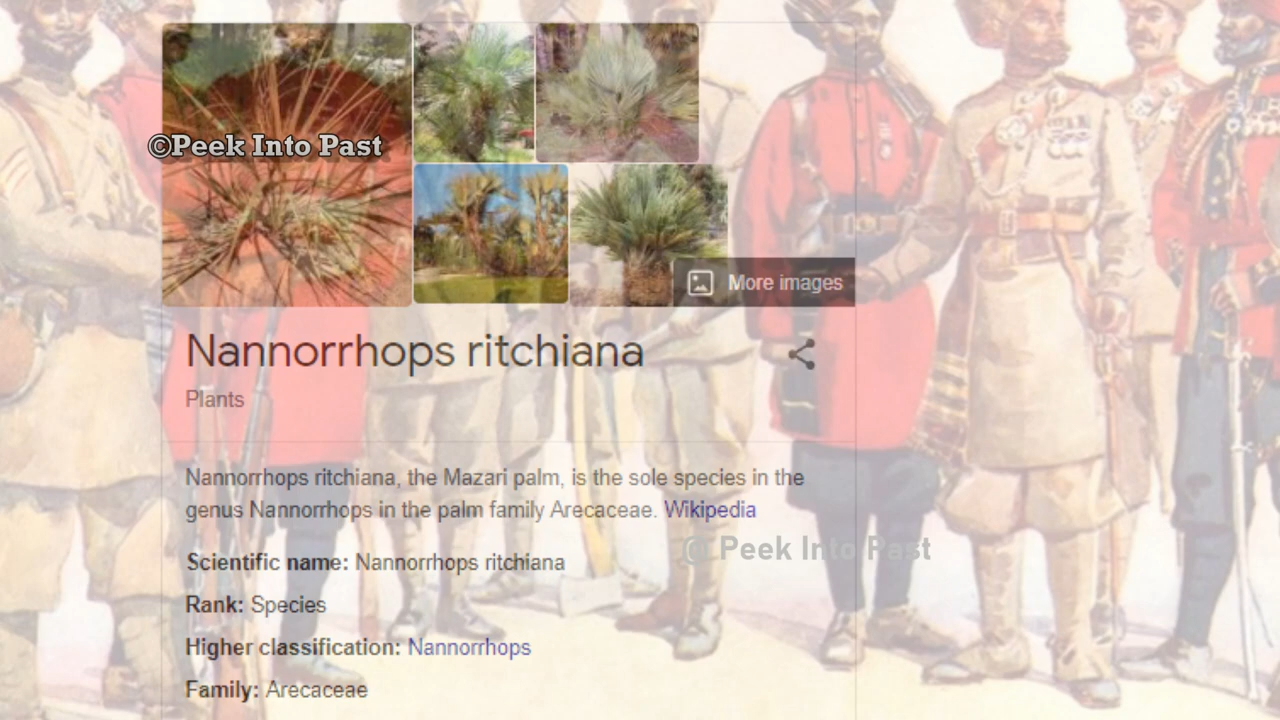 ©Peek Into Past
More images
Nannorrhops ritchiana
Plants
Nannorrhops ritchiana, the Mazari palm, is the sole species in the
genus Nannorrhops in the palm family Arecaceae. Wikipedia
@ Peek Into Past
Scientific name: Nannorrhops ritchiana
Rank: Species
Higher classification: Nannorrhops
Family: Arecaceae